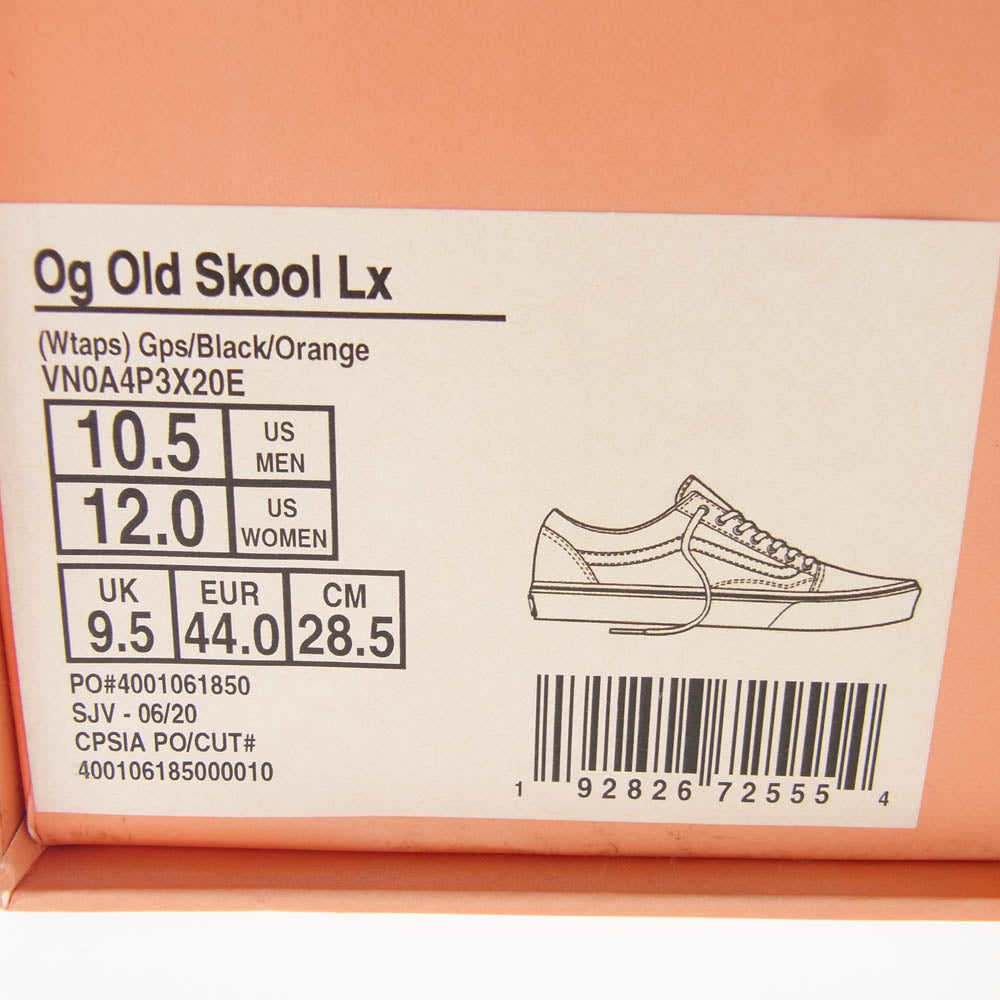 Og Old Skool Lx
(Wtaps) Gps/Black/Orange
VN0A4P3X20E
10.5 US MEN
12.0 US WOMEN
UK EUR CM
9.5 44.0 28.5
PO#4001061850
SJV - 06/20
CPSIA PO/CUT#
400106185000010
1 92826 72555 4